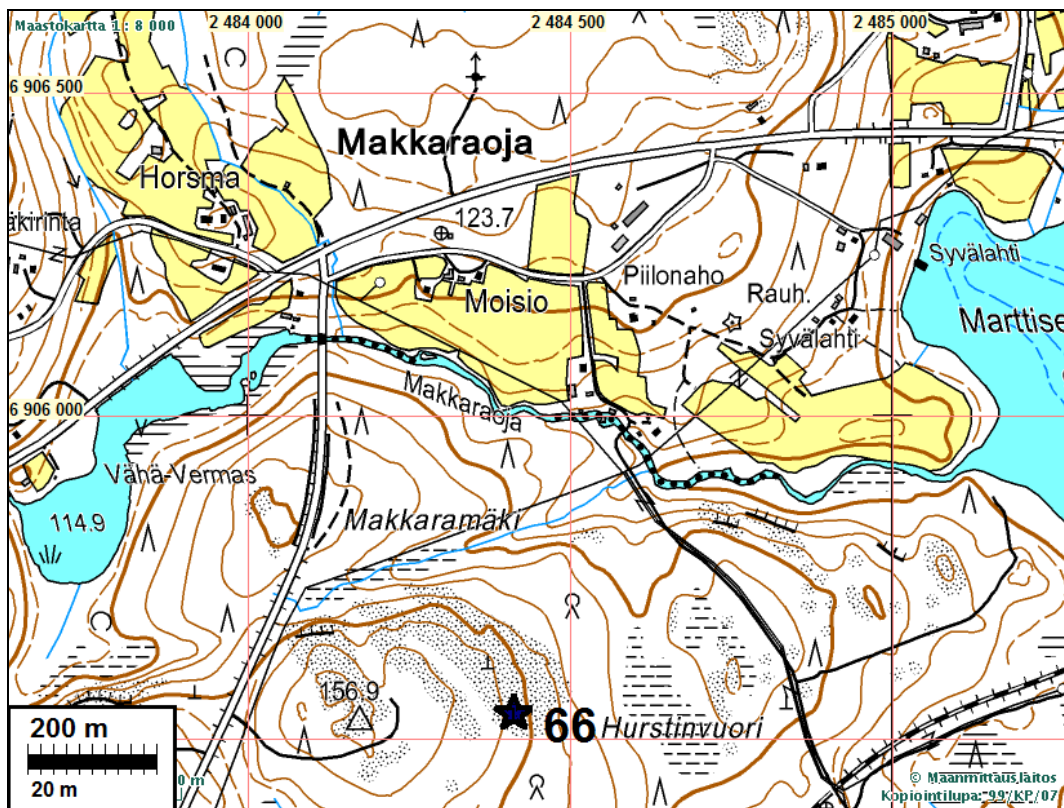 Maastokartta 1 : 8 000
2 484 000
2 484 500
2 485 000
6 906 500
Makkaraoja
Horsma
123.7
äkirinta
Syvälahti
Piilonaho
Rauh.
Moisio
Marttise
Syvälahti
Makkaraoja
6 906 000
Vähä-Vermas
114.9
Makkaramäki
156.9
66
Hurstinvuori
200 m
20 m
0 m
© Maanmittauslaitos
Kopiointilupa: 99/KP/07